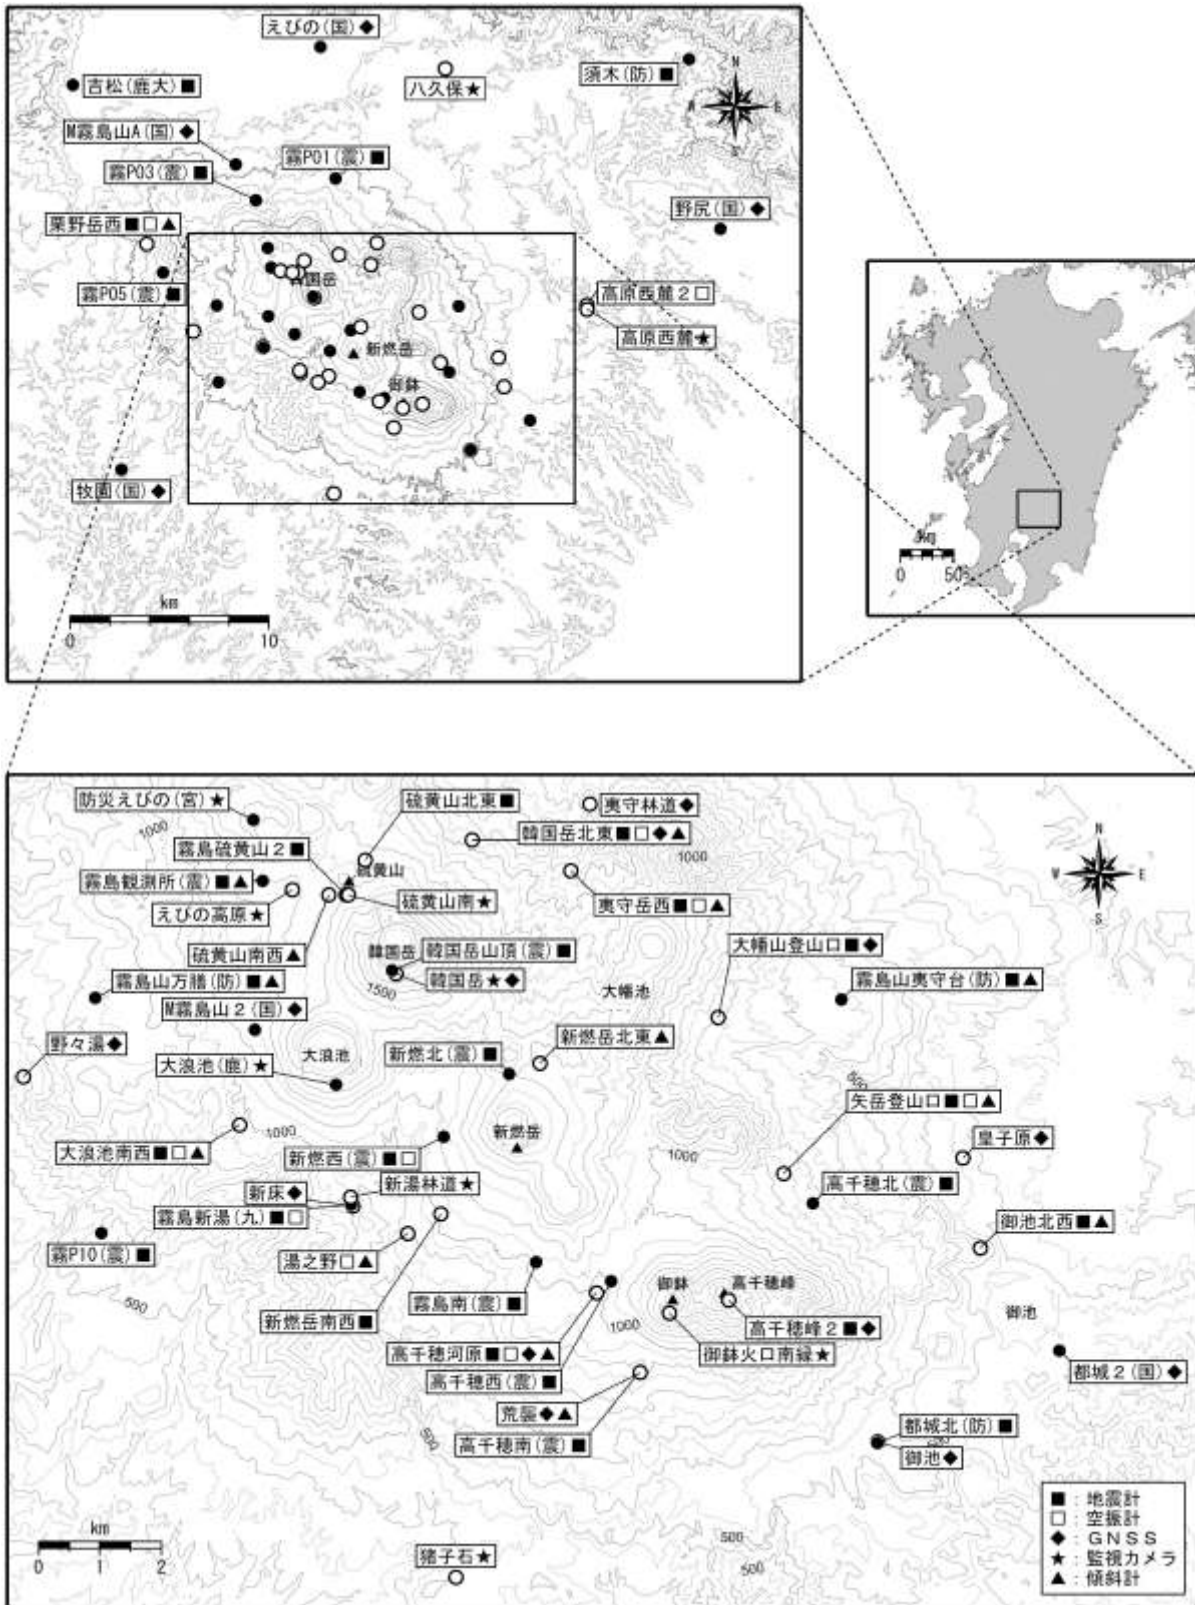 えびの(国)◆
八久保★
須木(防)■
吉松(鹿大)■
N
W E
S
M霧島山A(国)◆
霧P01(震)■
霧P03(震)■
野尻(国)◆
栗野岳西■□▲
韓国岳
霧P05(震)■
高原西麓2□
高原西麓★
新燃岳
御鉢
牧園(国)◆
km
0 10
km
0 50
防災えびの(宮)★
硫黄山北東■
夷守林道◆
韓国岳北東■□◆▲
1000
霧島硫黄山2■
1000
N
W E
S
硫黄山
霧島観測所(震)■▲
えびの高原★
硫黄山南★
夷守岳西■□▲
硫黄山南西▲
韓国岳
韓国岳山頂(震)■
大幡山登山口■◆
霧島山万膳(防)■▲
韓国岳★◆
1500
大幡池
霧島山夷守台(防)■▲
M霧島山2(国)◆
野々湯◆
大浪池
新燃北(震)■
新燃岳北東▲
大浪池(鹿)★
500
矢岳登山口■□▲
大浪池南西■□▲
1000
新燃西(震)■□
新燃岳
1000
皇子原◆
新床◆
新湯林道★
高千穂北(震)■
霧島新湯(九)■□
霧P10(震)■
湯之野□▲
御池北西■▲
500
新燃岳南西■
霧島南(震)■
御鉢
高千穂峰
御池
1000
高千穂峰2■◆
高千穂河原■□◆▲
御鉢火口南縁★
高千穂西(震)■
都城2(国)◆
荒襲◆▲
500
高千穂南(震)■
都城北(防)■
御池◆
km
0 1 2
猪子石★
500
500
■：地震計
□：空振計
◆：GNSS
★：監視カメラ
▲：傾斜計